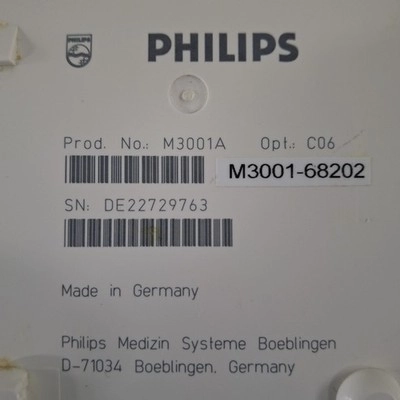 PHILIPS
PHILIPS
Prod. No.: M3001A Opt.: C06
M3001-68202
SN: DE22729763
Made in Germany
Philips Medizin Systeme Boeblingen
D-71034 Boeblingen, Germany